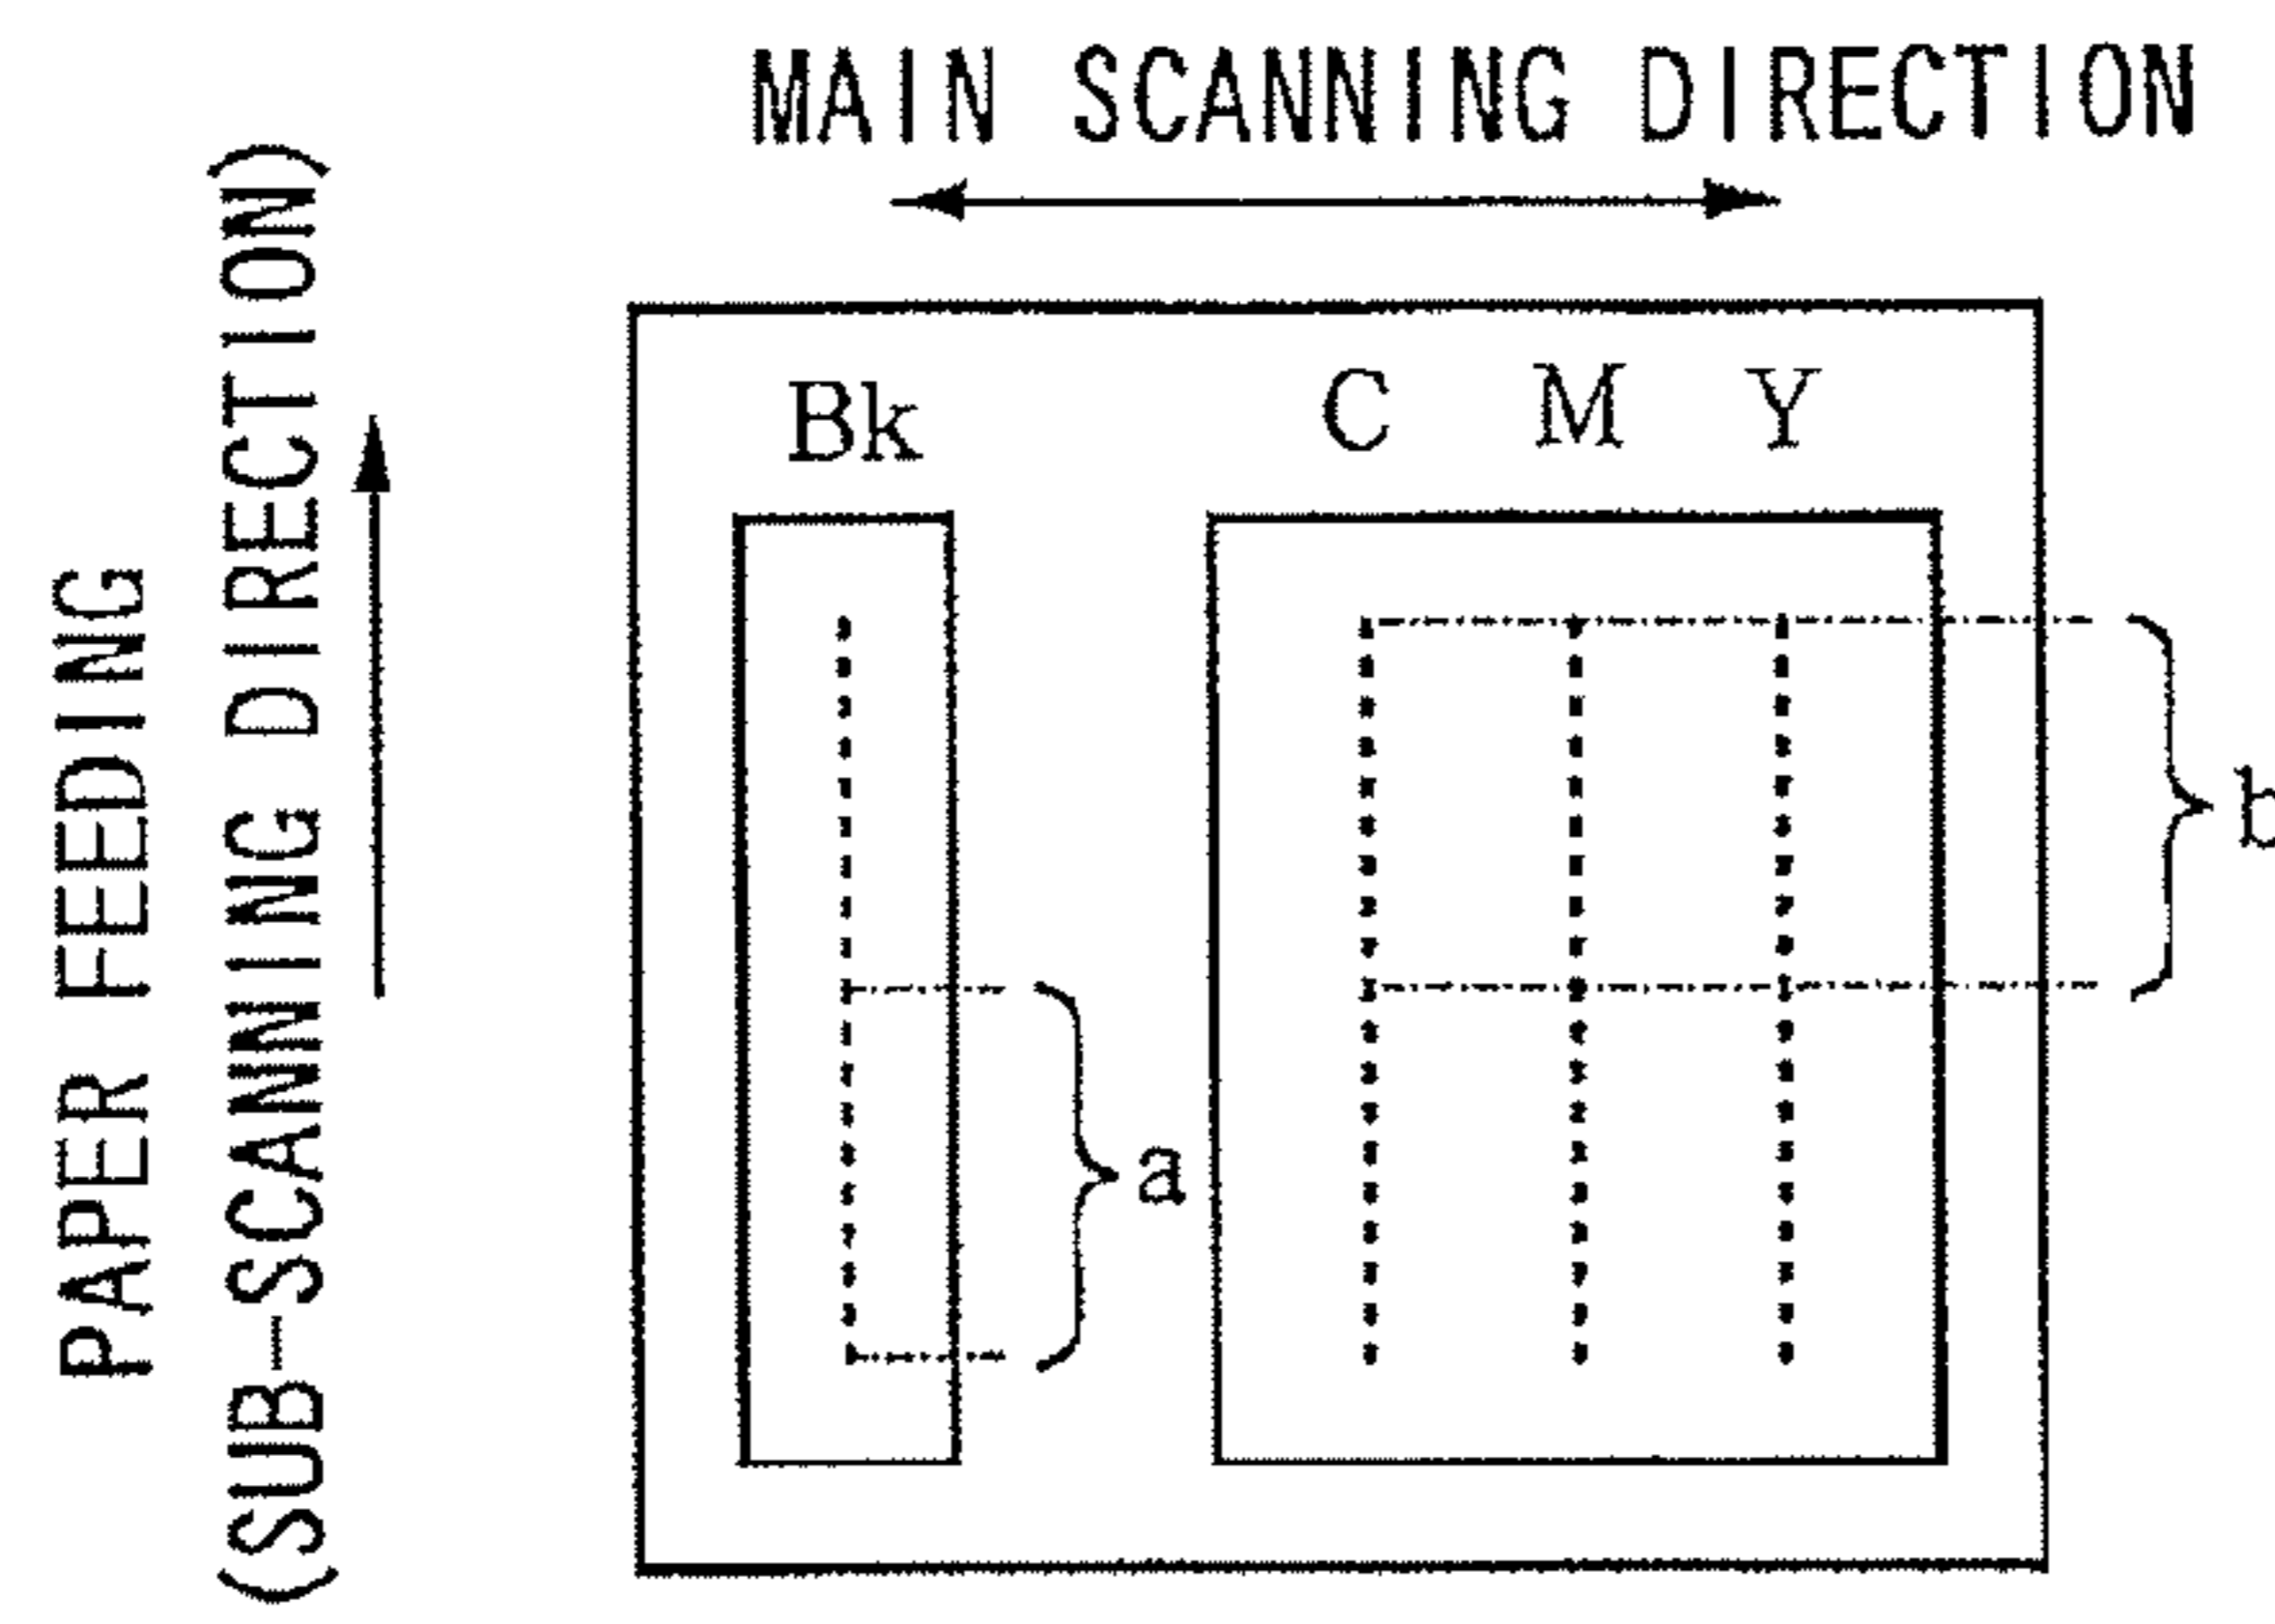 MAIN SCANNING DIRECTION
PAPER FEEDING
(SUB-SCANNING DIRECTION)
Bk C M Y
b
a